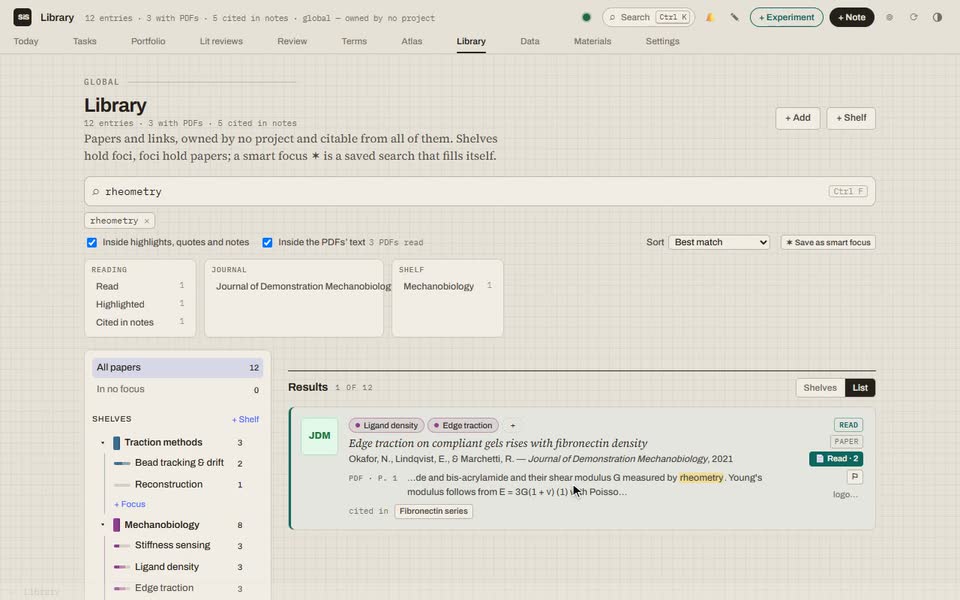 SiS Library 12 entries · 3 with PDFs · 5 cited in notes · global — owned by no project Search Ctrl K + Experiment + Note
Today Tasks Portfolio Lit reviews Review Terms Atlas Library Data Materials Settings
GLOBAL
Library
12 entries · 3 with PDFs · 5 cited in notes
+ Add + Shelf
Papers and links, owned by no project and citable from all of them. Shelves
hold foci, foci hold papers; a smart focus ✶ is a saved search that fills itself.
rheometry Ctrl F
rheometry ×
Inside highlights, quotes and notes Inside the PDFs' text 3 PDFs read Sort Best match ✶ Save as smart focus
READING
Read 1
Highlighted 1
Cited in notes 1
JOURNAL
Journal of Demonstration Mechanobiolog
SHELF
Mechanobiology 1
All papers 12
In no focus 0
SHELVES + Shelf
Traction methods 3
Bead tracking & drift 2
Reconstruction 1
+ Focus
Mechanobiology 8
Stiffness sensing 3
Ligand density 3
Edge traction 3
Results 1 OF 12 Shelves List
JDM
Ligand density Edge traction +
Edge traction on compliant gels rises with fibronectin density
Okafor, N., Lindqvist, E., & Marchetti, R. — Journal of Demonstration Mechanobiology, 2021
PDF · P. 1 ...de and bis-acrylamide and their shear modulus G measured by rheometry. Young's
modulus follows from E = 3G(1 + ν) (1) with Poisso...
cited in Fibronectin series
READ
PAPER
Read · 2
logo...
Library